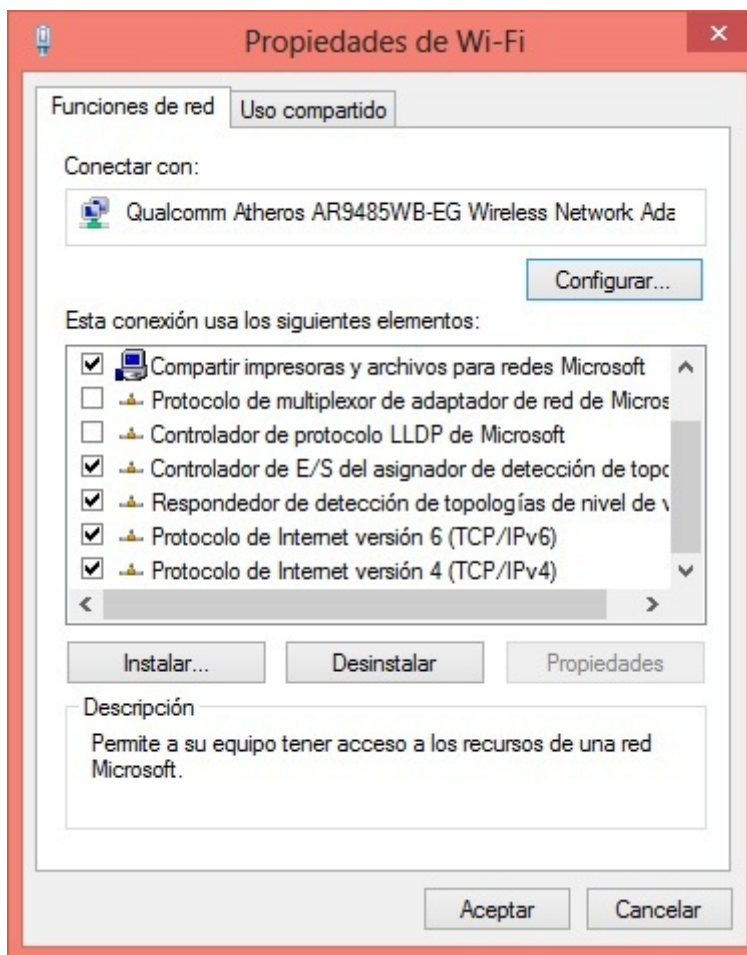 Propiedades de Wi-Fi
Funciones de red
Uso compartido
Conectar con:
Qualcomm Atheros AR9485WB-EG Wireless Network Ada
Configurar...
Esta conexión usa los siguientes elementos:
Compartir impresoras y archivos para redes Microsoft
Protocolo de multiplexor de adaptador de red de Micros
Controlador de protocolo LLDP de Microsoft
Controlador de E/S del asignador de detección de topo
Respondedor de detección de topologías de nivel de v
Protocolo de Internet versión 6 (TCP/IPv6)
Protocolo de Internet versión 4 (TCP/IPv4)
Instalar...
Desinstalar
Propiedades
Descripción
Permite a su equipo tener acceso a los recursos de una red
Microsoft.
Aceptar
Cancelar